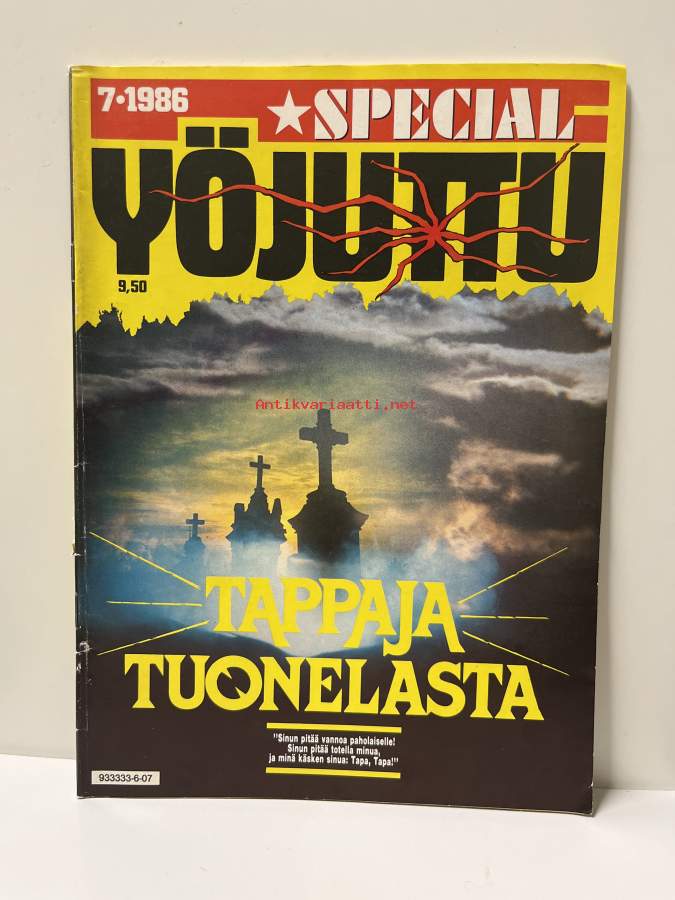 7•1986
★SPECIAL
YÖJUTTU
9,50
Antikvariaatti.net
TAPPAJA
TUONELASTA
"Sinun pitää vannoa paholaiselle!
Sinun pitää totella minua,
ja minä käsken sinua: Tapa, Tapa!"
933333-6-07